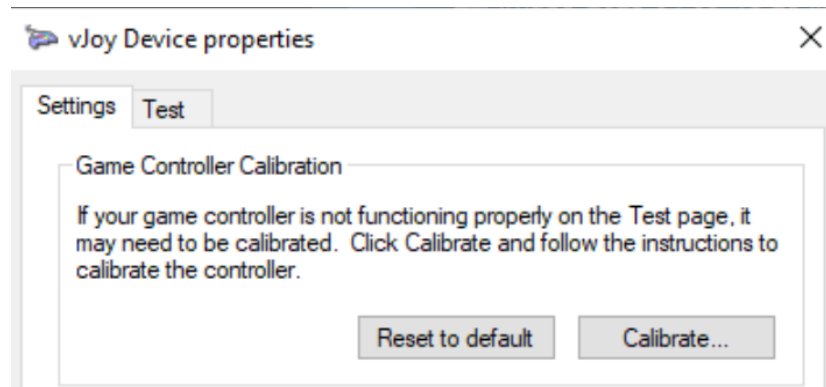 vJoy Device properties
Settings Test
Game Controller Calibration
If your game controller is not functioning properly on the Test page, it
may need to be calibrated.  Click Calibrate and follow the instructions to
calibrate the controller.
Reset to default Calibrate...